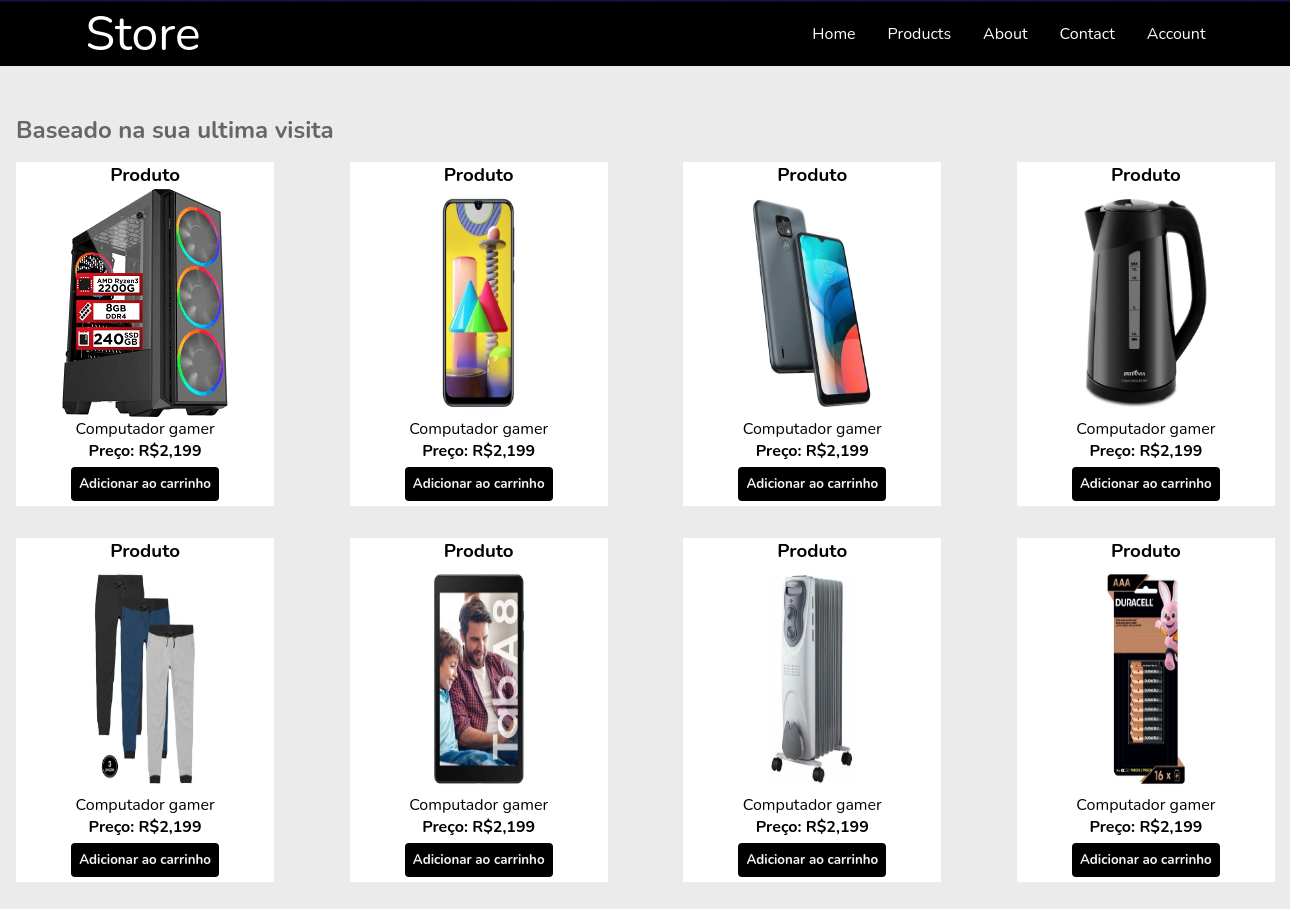 Store
Home Products About Contact Account
Baseado na sua ultima visita
Produto Produto Produto Produto
AMD Ryzen3
2200G
8GB
DDR4
240 SSD GB
Computador gamer Computador gamer Computador gamer Computador gamer
Preço: R$2,199 Preço: R$2,199 Preço: R$2,199 Preço: R$2,199
Adicionar ao carrinho Adicionar ao carrinho Adicionar ao carrinho Adicionar ao carrinho
Produto Produto Produto Produto
AAA
DURACELL
Tab A 8
3
16 x
Computador gamer Computador gamer Computador gamer Computador gamer
Preço: R$2,199 Preço: R$2,199 Preço: R$2,199 Preço: R$2,199
Adicionar ao carrinho Adicionar ao carrinho Adicionar ao carrinho Adicionar ao carrinho